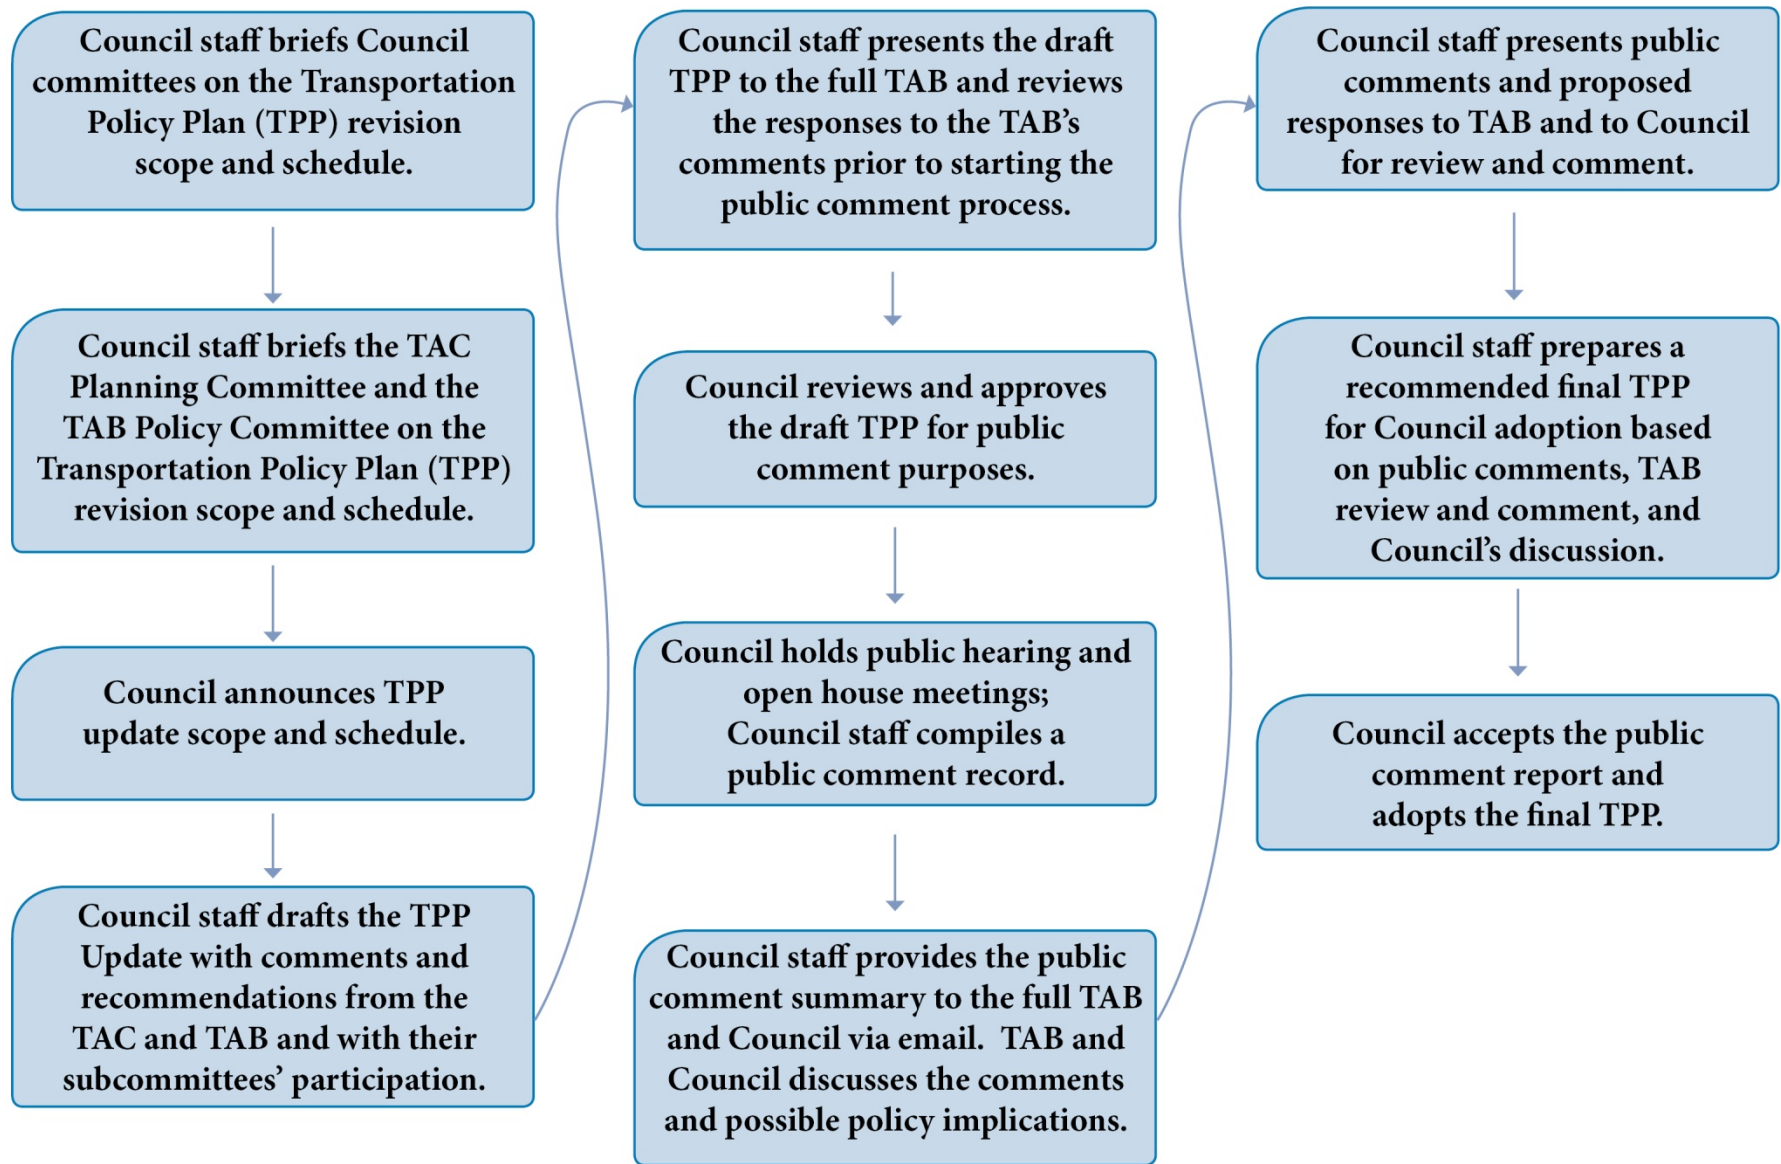 Council staff briefs Council
committees on the Transportation
Policy Plan (TPP) revision
scope and schedule.
Council staff briefs the TAC
Planning Committee and the
TAB Policy Committee on the
Transportation Policy Plan (TPP)
revision scope and schedule.
Council announces TPP
update scope and schedule.
Council staff drafts the TPP
Update with comments and
recommendations from the
TAC and TAB and with their
subcommittees’ participation.
Council staff presents the draft
TPP to the full TAB and reviews
the responses to the TAB’s
comments prior to starting the
public comment process.
Council reviews and approves
the draft TPP for public
comment purposes.
Council holds public hearing and
open house meetings;
Council staff compiles a
public comment record.
Council staff provides the public
comment summary to the full TAB
and Council via email.  TAB and
Council discusses the comments
and possible policy implications.
Council staff presents public
comments and proposed
responses to TAB and to Council
for review and comment.
Council staff prepares a
recommended final TPP
for Council adoption based
on public comments, TAB
review and comment, and
Council’s discussion.
Council accepts the public
comment report and
adopts the final TPP.